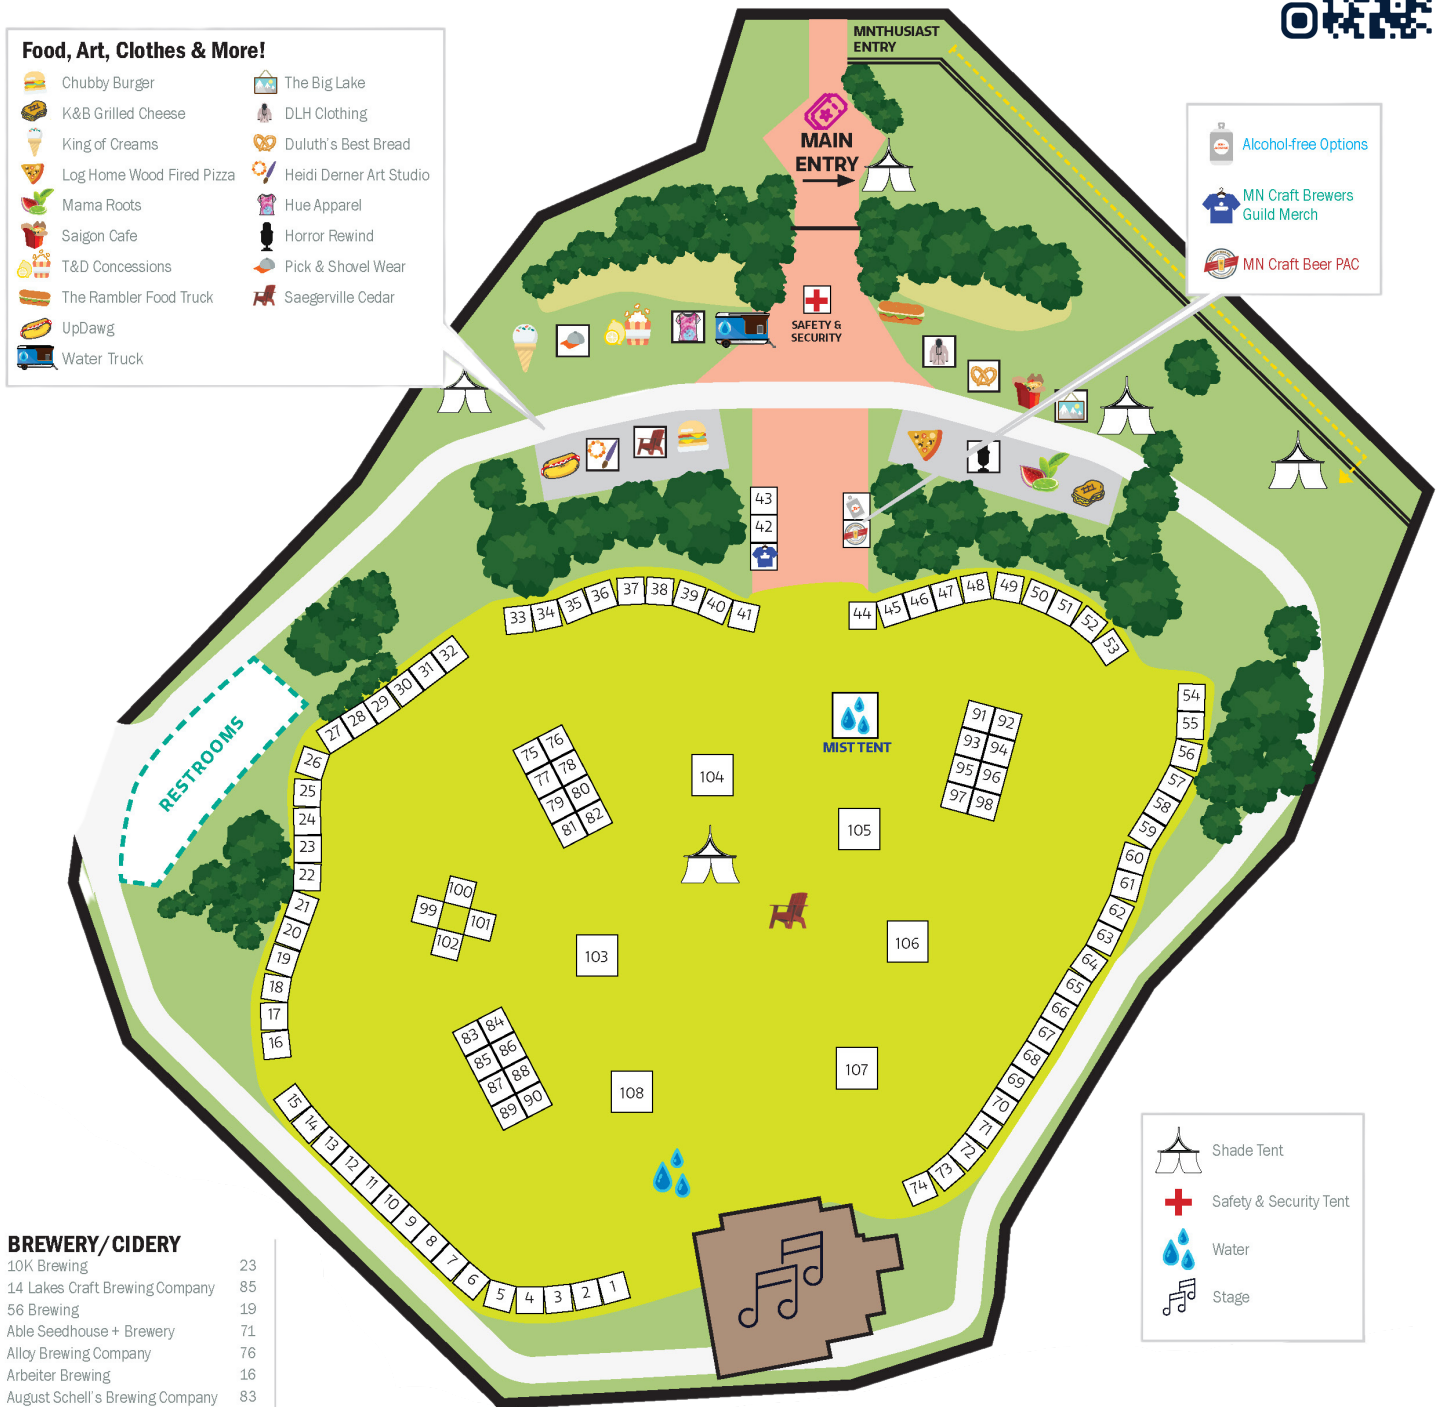 MNTHUSIAST
ENTRY
MAIN
ENTRY
Food, Art, Clothes & More!
Chubby Burger
K&B Grilled Cheese
King of Creams
Log Home Wood Fired Pizza
Mama Roots
Saigon Cafe
T&D Concessions
The Rambler Food Truck
UpDawg
Water Truck
The Big Lake
DLH Clothing
Duluth's Best Bread
Heidi Derner Art Studio
Hue Apparel
Horror Rewind
Pick & Shovel Wear
Saegerville Cedar
Alcohol-free Options
MN Craft Brewers
Guild Merch
MN Craft Beer PAC
SAFETY &
SECURITY
43
42
33 34 35 36 37 38 39 40 41
44 45 46 47 48 49 50 51 52 53
27 28 29 30 31 32
RESTROOMS
MIST TENT
54
55
56
57
58
59
60
61
62
63
64
65
66
67
68
69
70
71
72
73
74
26
25
24
23
22
21
20
19
18
17
16
75 76
77 78
79 80
81 82
91 92
93 94
95 96
97 98
104
105
100
99 101
102
103
106
83 84
85 86
87 88
89 90
107
108
15
14
13
12
11
10
9
8
7
6
5 4 3 2 1
Shade Tent
Safety & Security Tent
Water
Stage
BREWERY/CIDERY
10K Brewing 23
14 Lakes Craft Brewing Company 85
56 Brewing 19
Able Seedhouse + Brewery 71
Alloy Brewing Company 76
Arbeiter Brewing 16
August Schell's Brewing Company 83